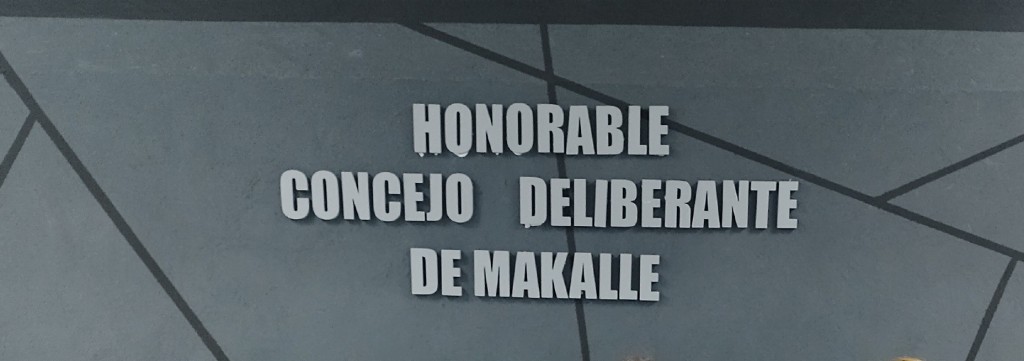 HONORABLE
CONCEJO DELIBERANTE
DE MAKALLE